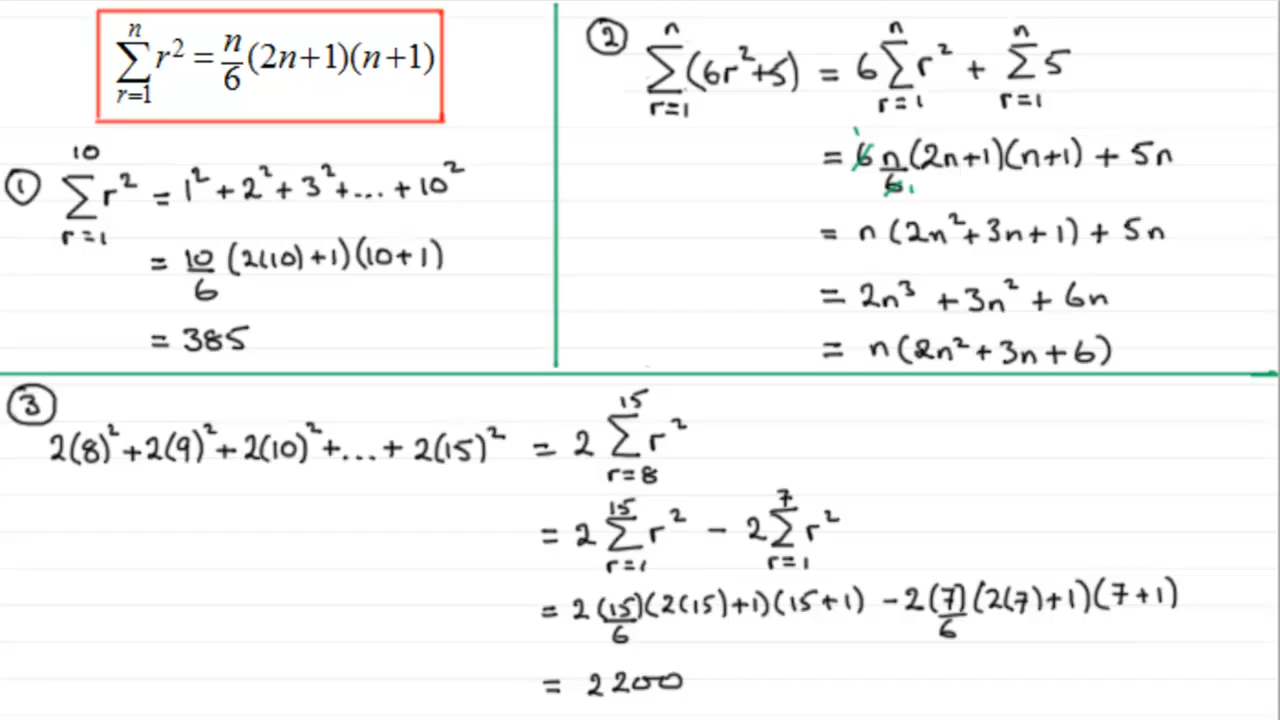 ∑_{r=1}^{n} r² = n/6 (2n+1)(n+1)
① ∑_{r=1}^{10} r² = 1² + 2² + 3² + ... + 10²
= 10/6 (2(10)+1)(10+1)
= 385
② ∑_{r=1}^{n} (6r²+5) = 6 ∑_{r=1}^{n} r² + ∑_{r=1}^{n} 5
= 6 n/6 (2n+1)(n+1) + 5n
= n(2n²+3n+1) + 5n
= 2n³ + 3n² + 6n
= n(2n²+3n+6)
③
2(8)² + 2(9)² + 2(10)² + ... + 2(15)² = 2 ∑_{r=8}^{15} r²
= 2 ∑_{r=1}^{15} r² − 2 ∑_{r=1}^{7} r²
= 2 (15)/6 (2(15)+1)(15+1) − 2 (7)/6 (2(7)+1)(7+1)
= 2200